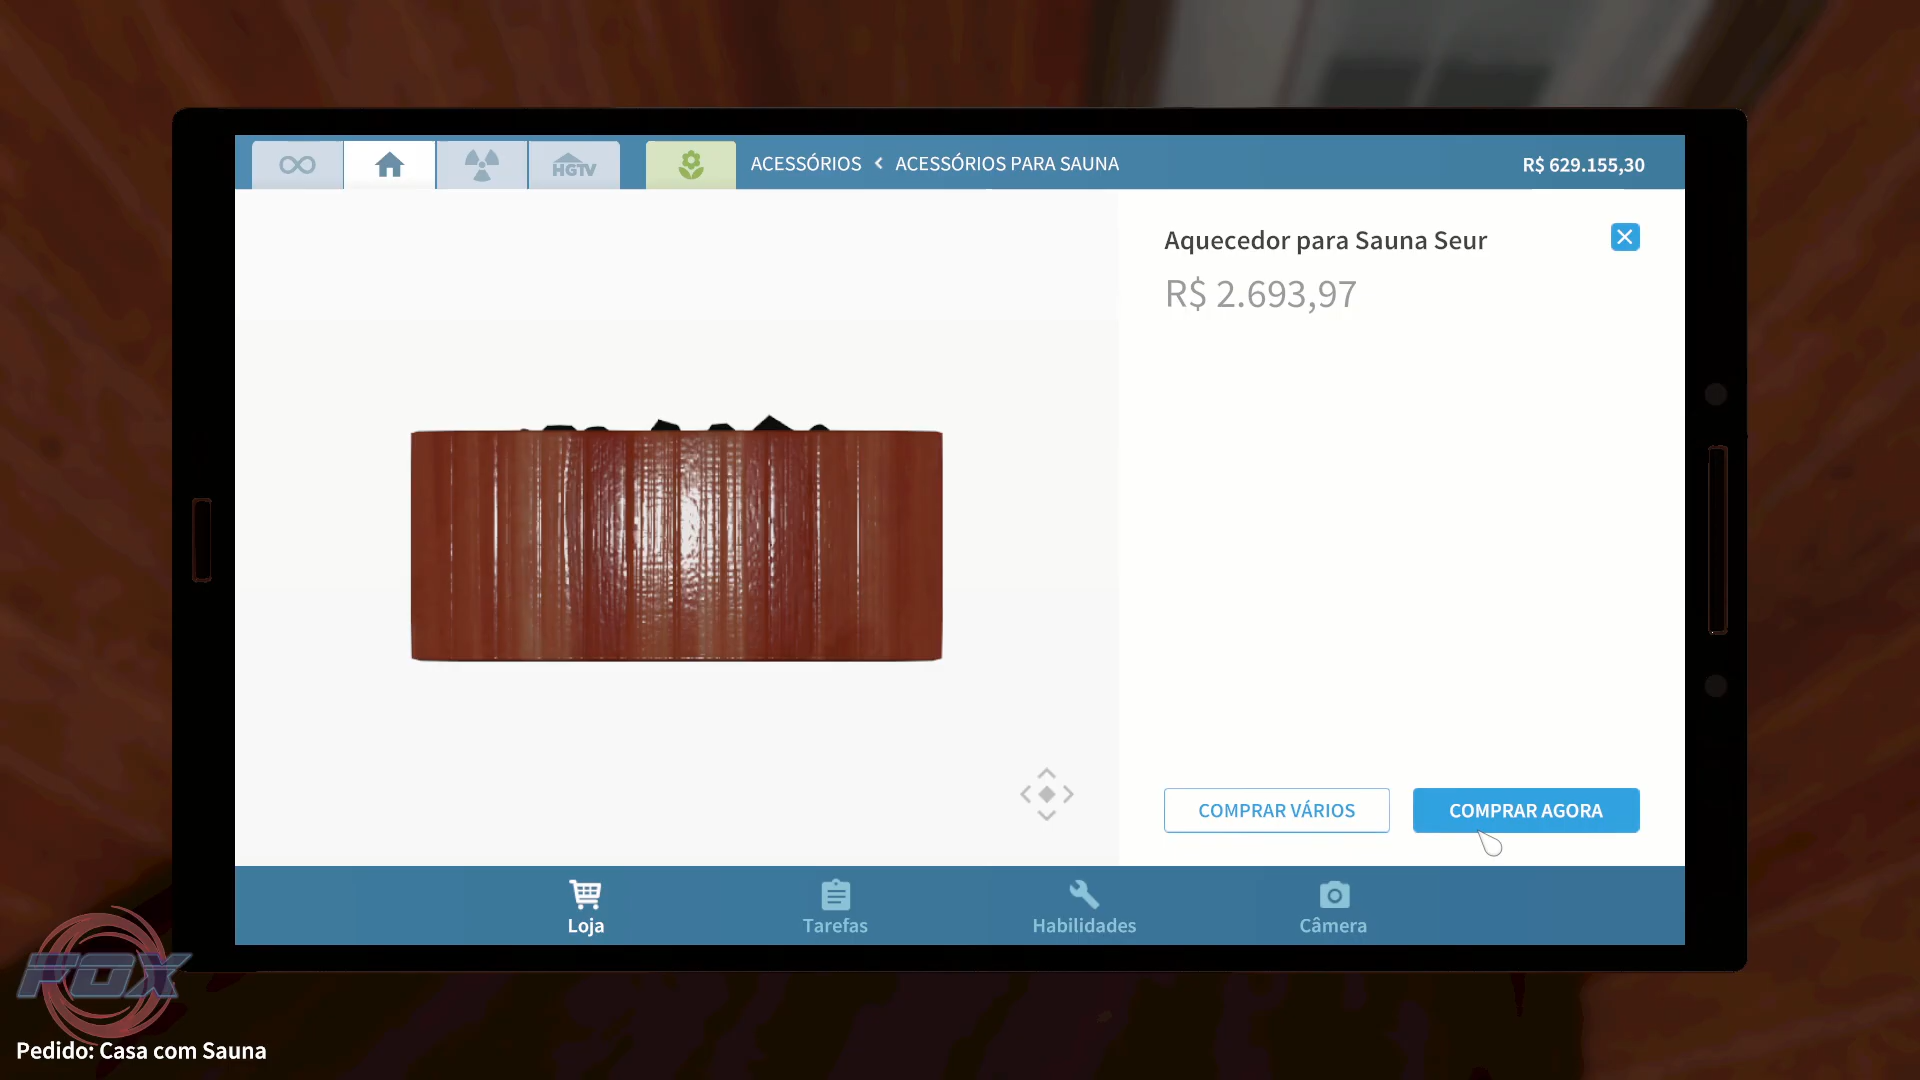 HGTV
ACESSÓRIOS < ACESSÓRIOS PARA SAUNA
R$ 629.155,30
Aquecedor para Sauna Seur
R$ 2.693,97
COMPRAR VÁRIOS
COMPRAR AGORA
Loja
Tarefas
Habilidades
Câmera
FOX
Pedido: Casa com Sauna